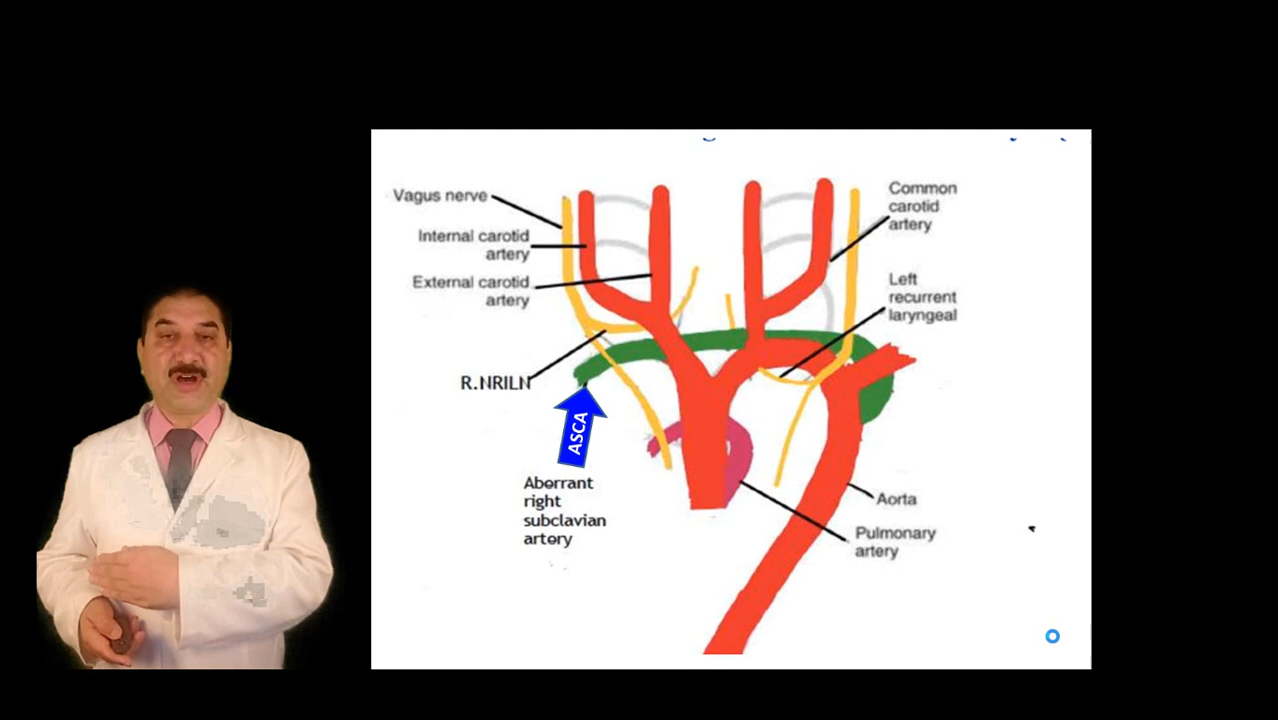 Vagus nerve
Internal carotid
artery
External carotid
artery
R.NRILN
ASCA
Aberrant
right
subclavian
artery
Common
carotid
artery
Left
recurrent
laryngeal
Aorta
Pulmonary
artery